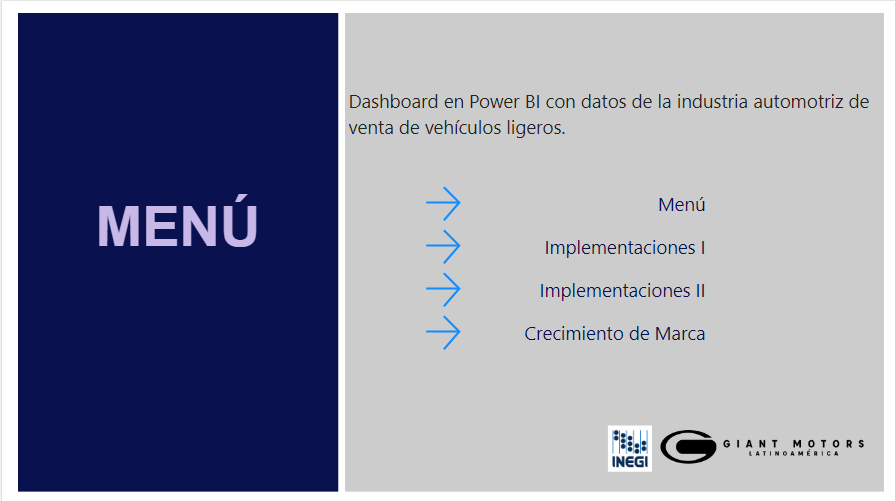 MENÚ
Dashboard en Power BI con datos de la industria automotriz de
venta de vehículos ligeros.
Menú
Implementaciones I
Implementaciones II
Crecimiento de Marca
INEGI
GIANT MOTORS
LATINOAMÉRICA